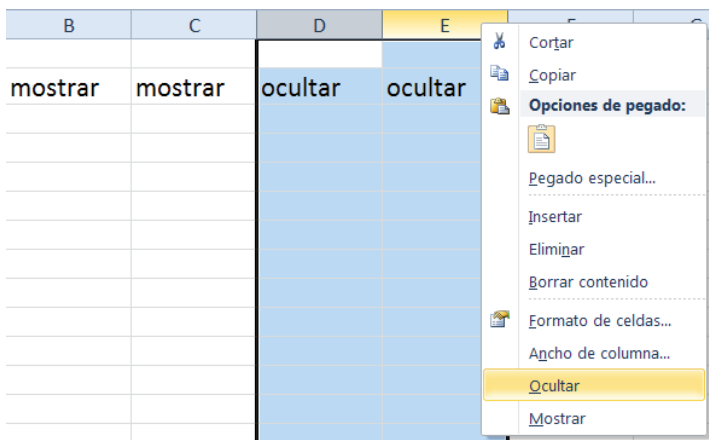 B C D E
mostrar mostrar ocultar ocultar
Cortar
Copiar
Opciones de pegado:
Pegado especial...
Insertar
Eliminar
Borrar contenido
Formato de celdas...
Ancho de columna...
Ocultar
Mostrar